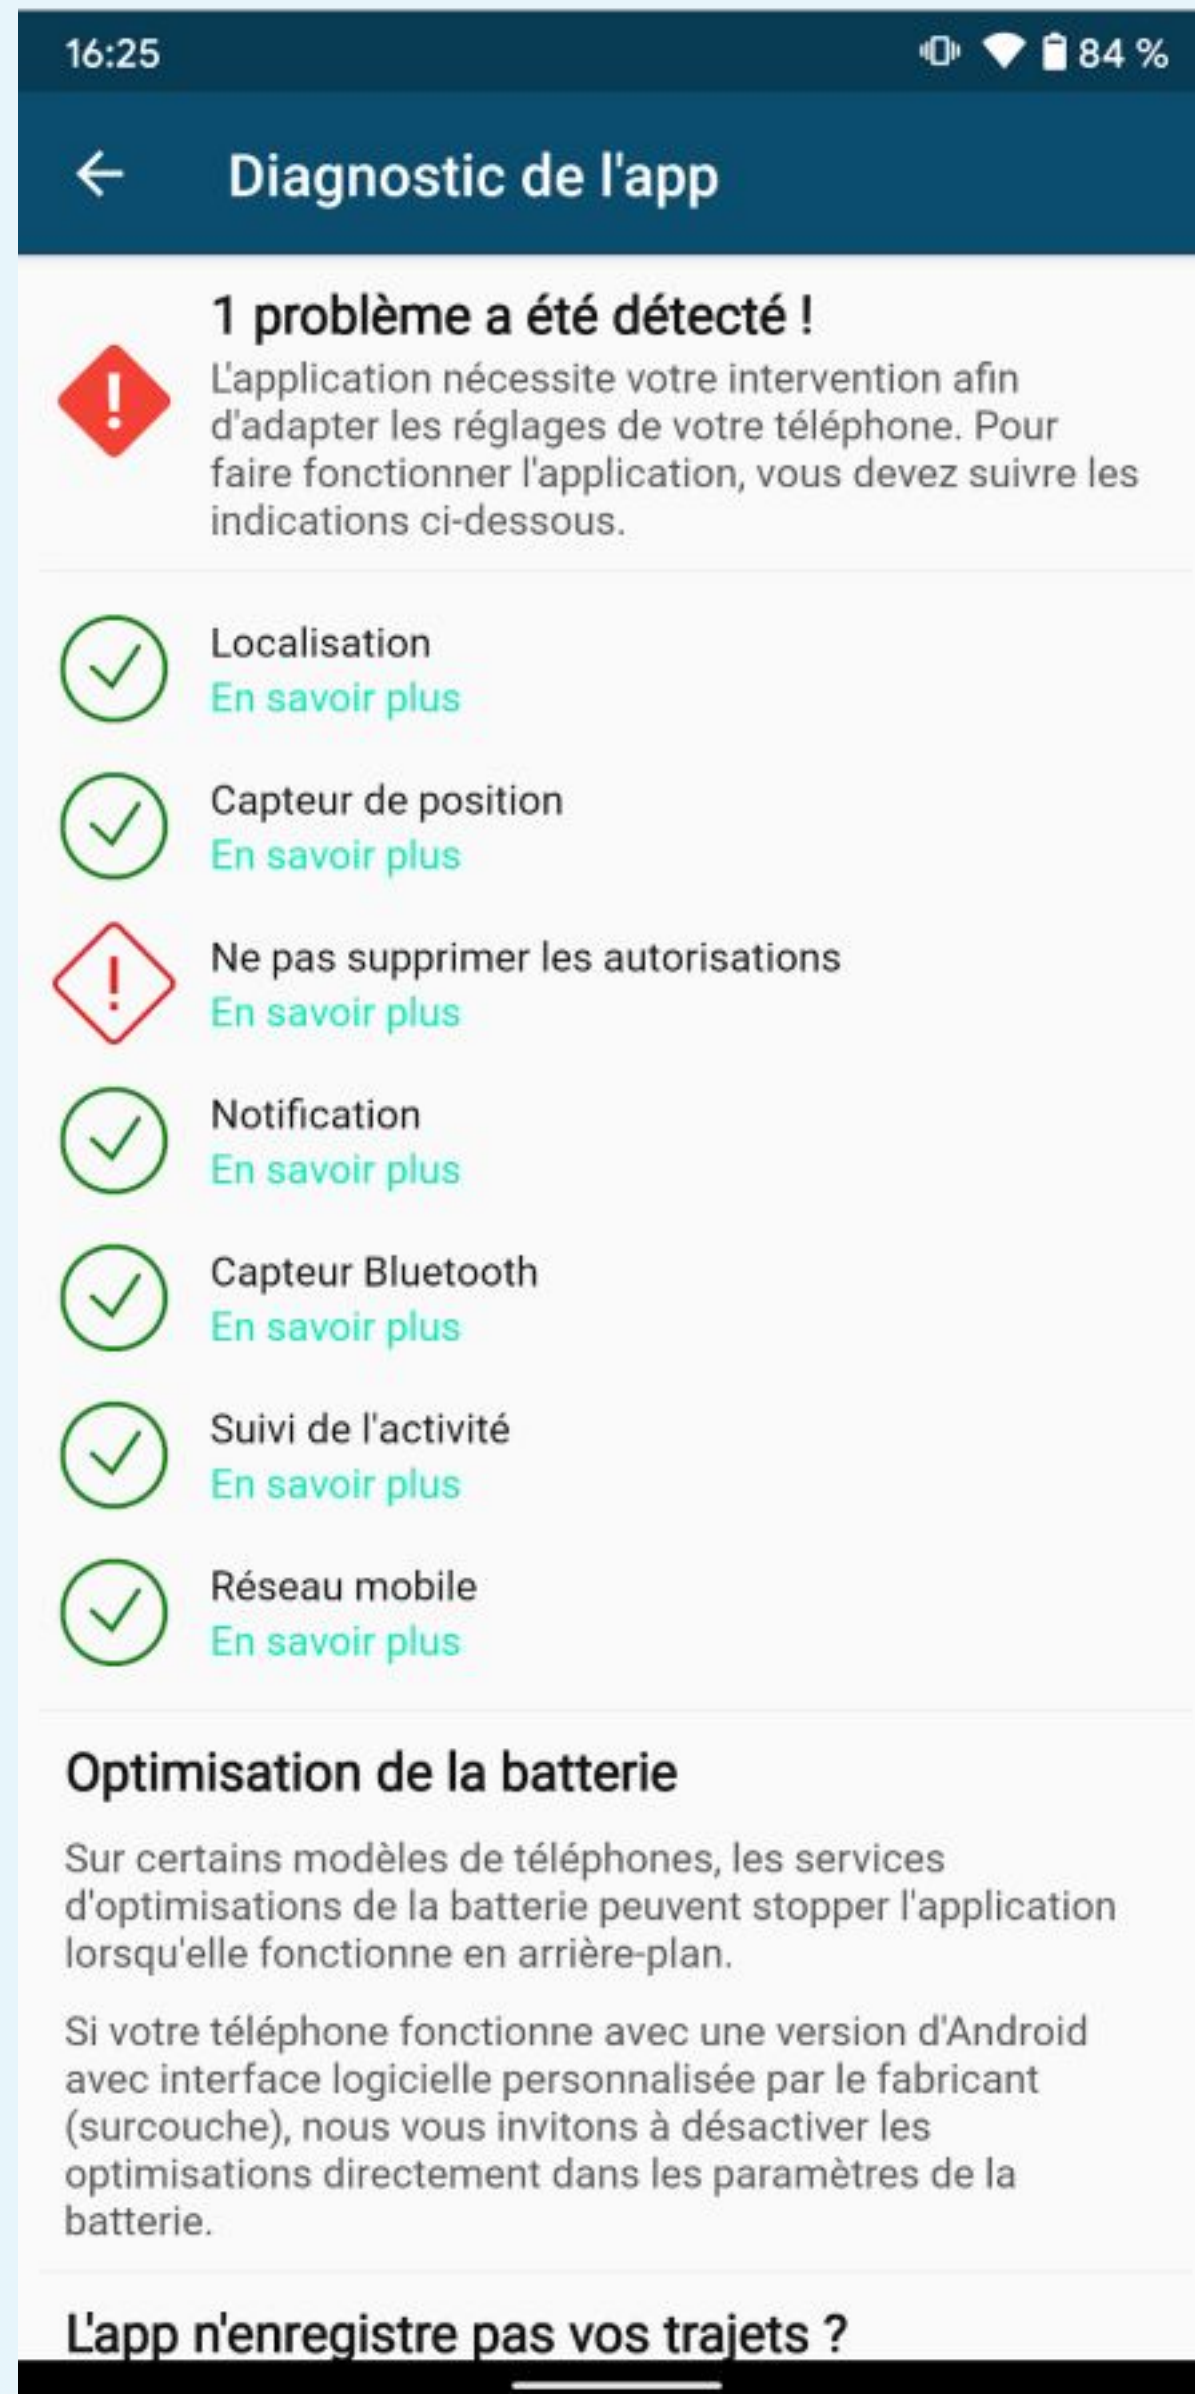 16:25
84 %
Diagnostic de l'app
1 problème a été détecté !
L'application nécessite votre intervention afin
d'adapter les réglages de votre téléphone. Pour
faire fonctionner l'application, vous devez suivre les
indications ci-dessous.
Localisation
En savoir plus
Capteur de position
En savoir plus
Ne pas supprimer les autorisations
En savoir plus
Notification
En savoir plus
Capteur Bluetooth
En savoir plus
Suivi de l'activité
En savoir plus
Réseau mobile
En savoir plus
Optimisation de la batterie
Sur certains modèles de téléphones, les services
d'optimisations de la batterie peuvent stopper l'application
lorsqu'elle fonctionne en arrière-plan.
Si votre téléphone fonctionne avec une version d'Android
avec interface logicielle personnalisée par le fabricant
(surcouche), nous vous invitons à désactiver les
optimisations directement dans les paramètres de la
batterie.
L'app n'enregistre pas vos trajets ?